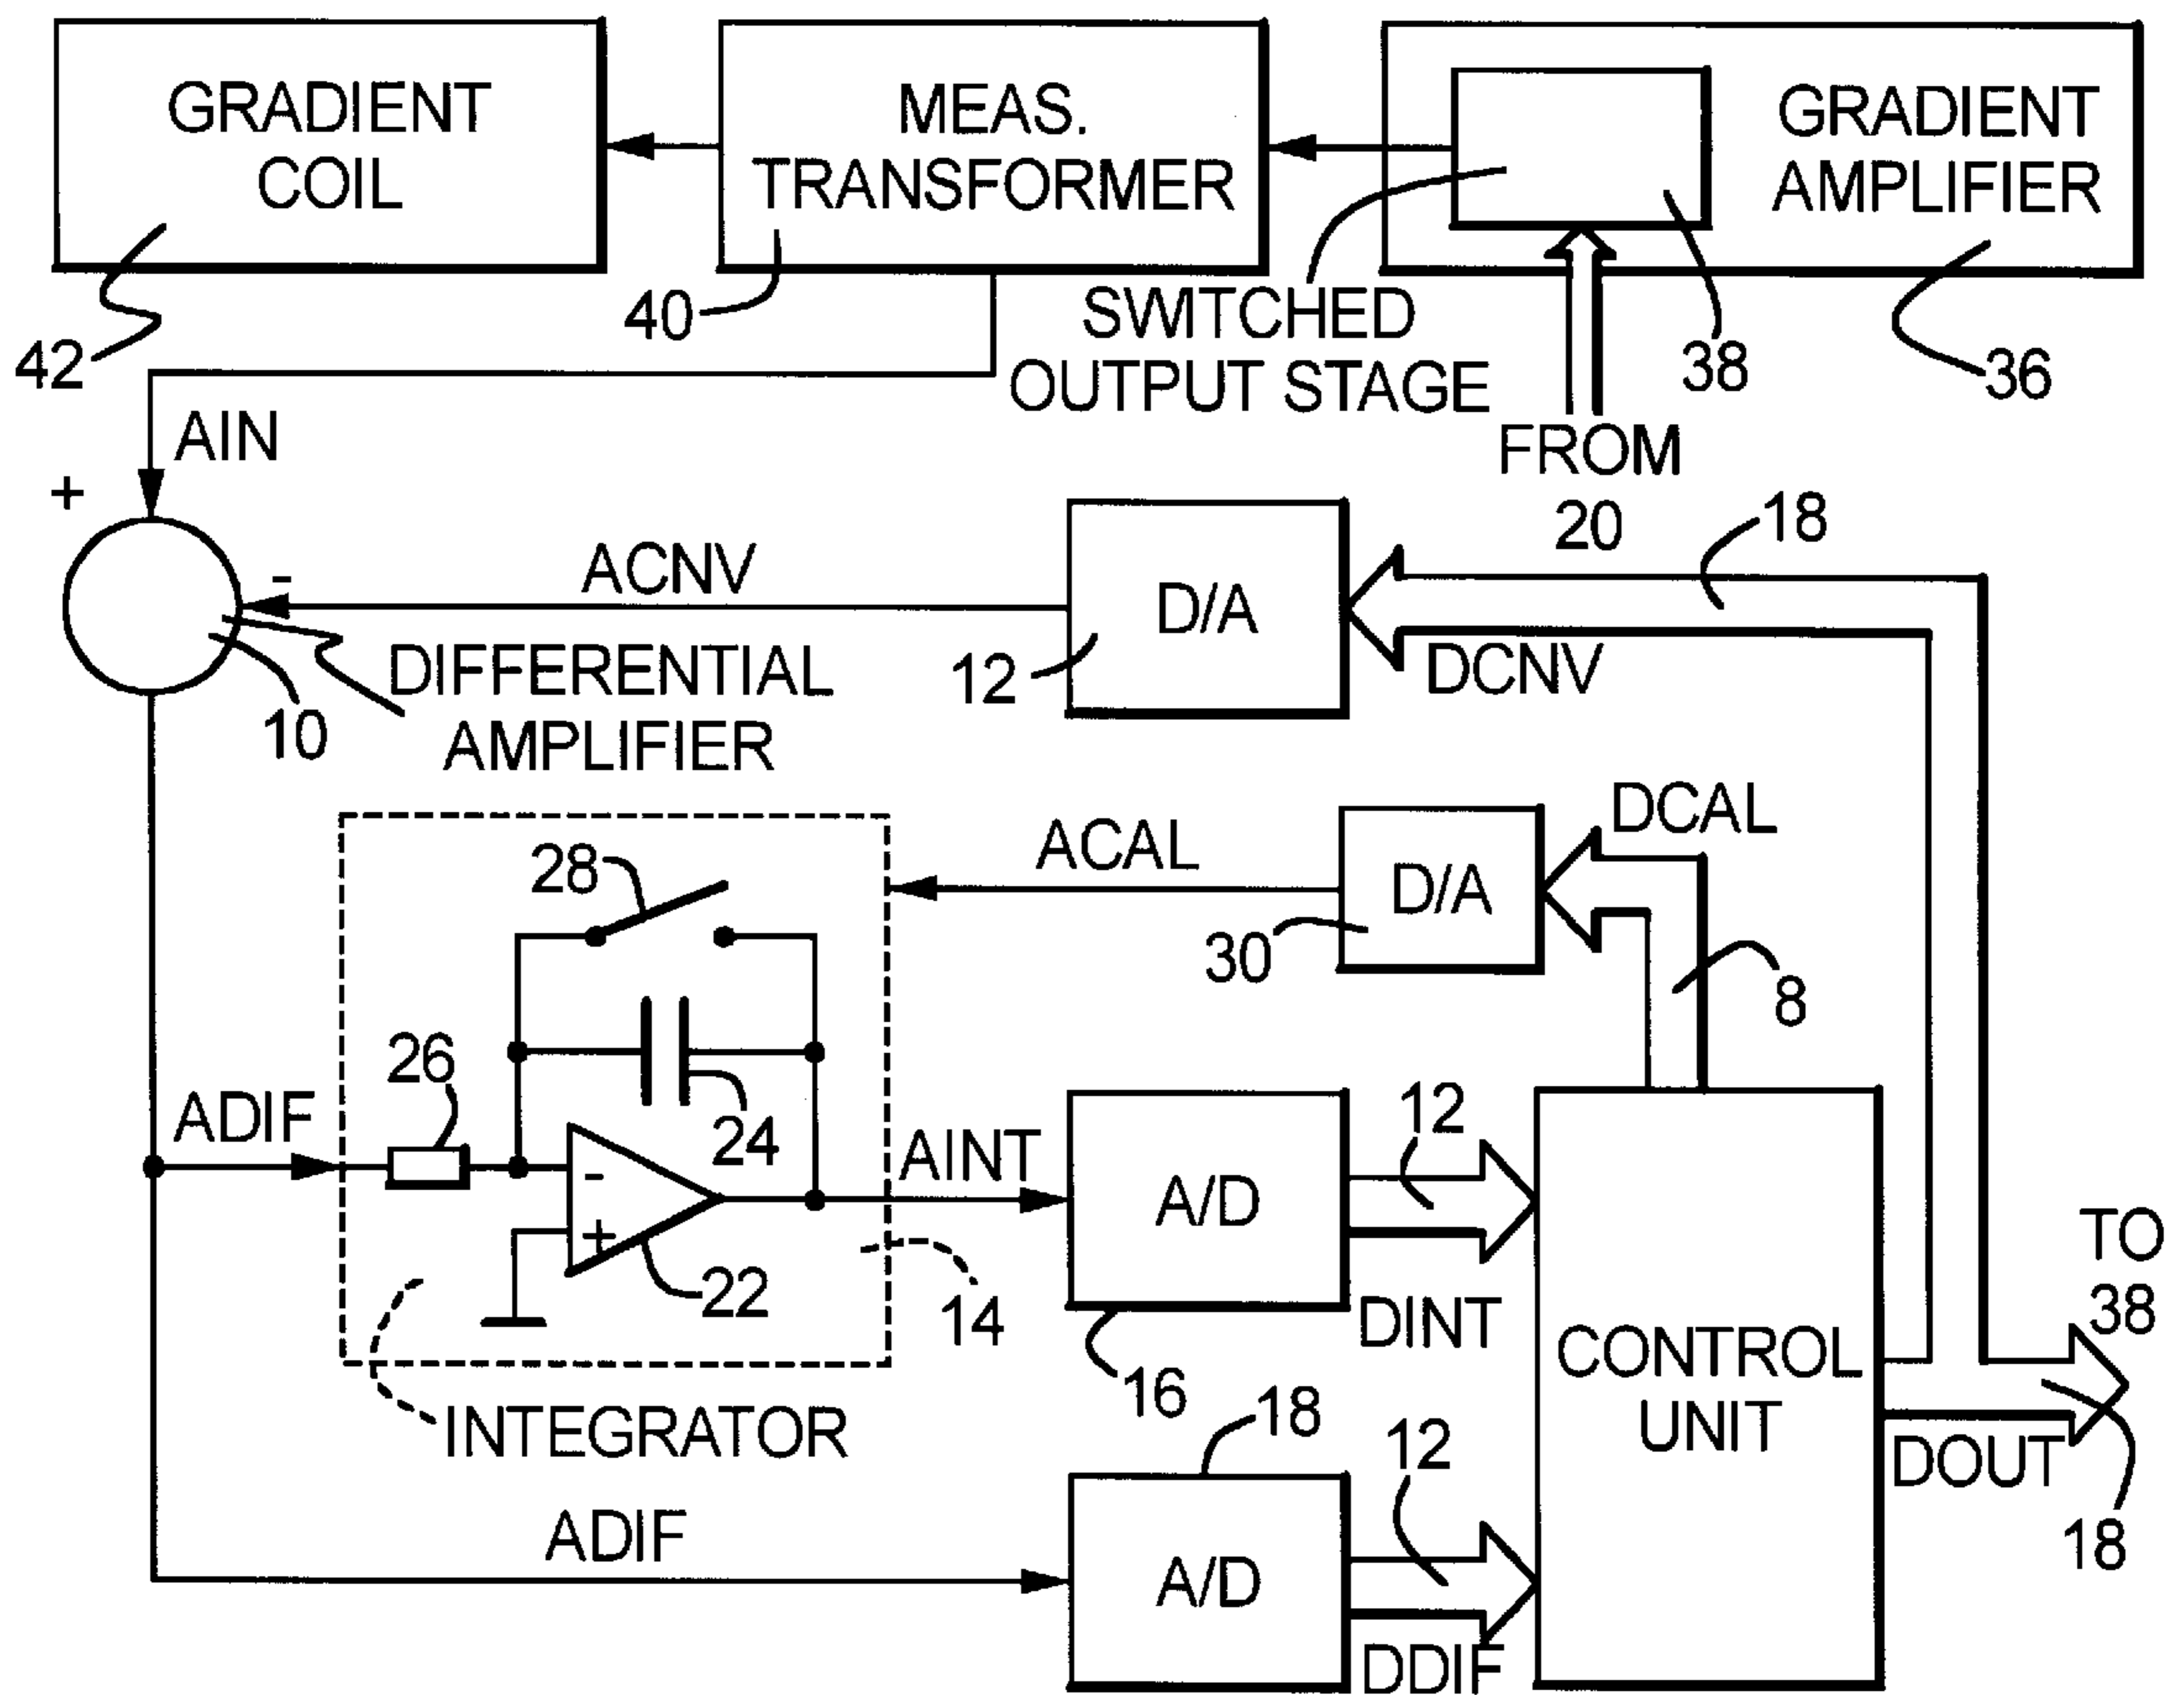 GRADIENT
COIL
MEAS.
TRANSFORMER
GRADIENT
AMPLIFIER
42
40
SWITCHED
OUTPUT STAGE
38
36
FROM
20
AIN
+
-
ACNV
D/A
12
18
DCNV
10
DIFFERENTIAL
AMPLIFIER
28
ACAL
D/A
30
DCAL
8
26
24
ADIF
-
+
22
AINT
14
A/D
16
12
DINT
CONTROL
UNIT
TO
38
DOUT
18
INTEGRATOR
18
12
ADIF
A/D
DDIF